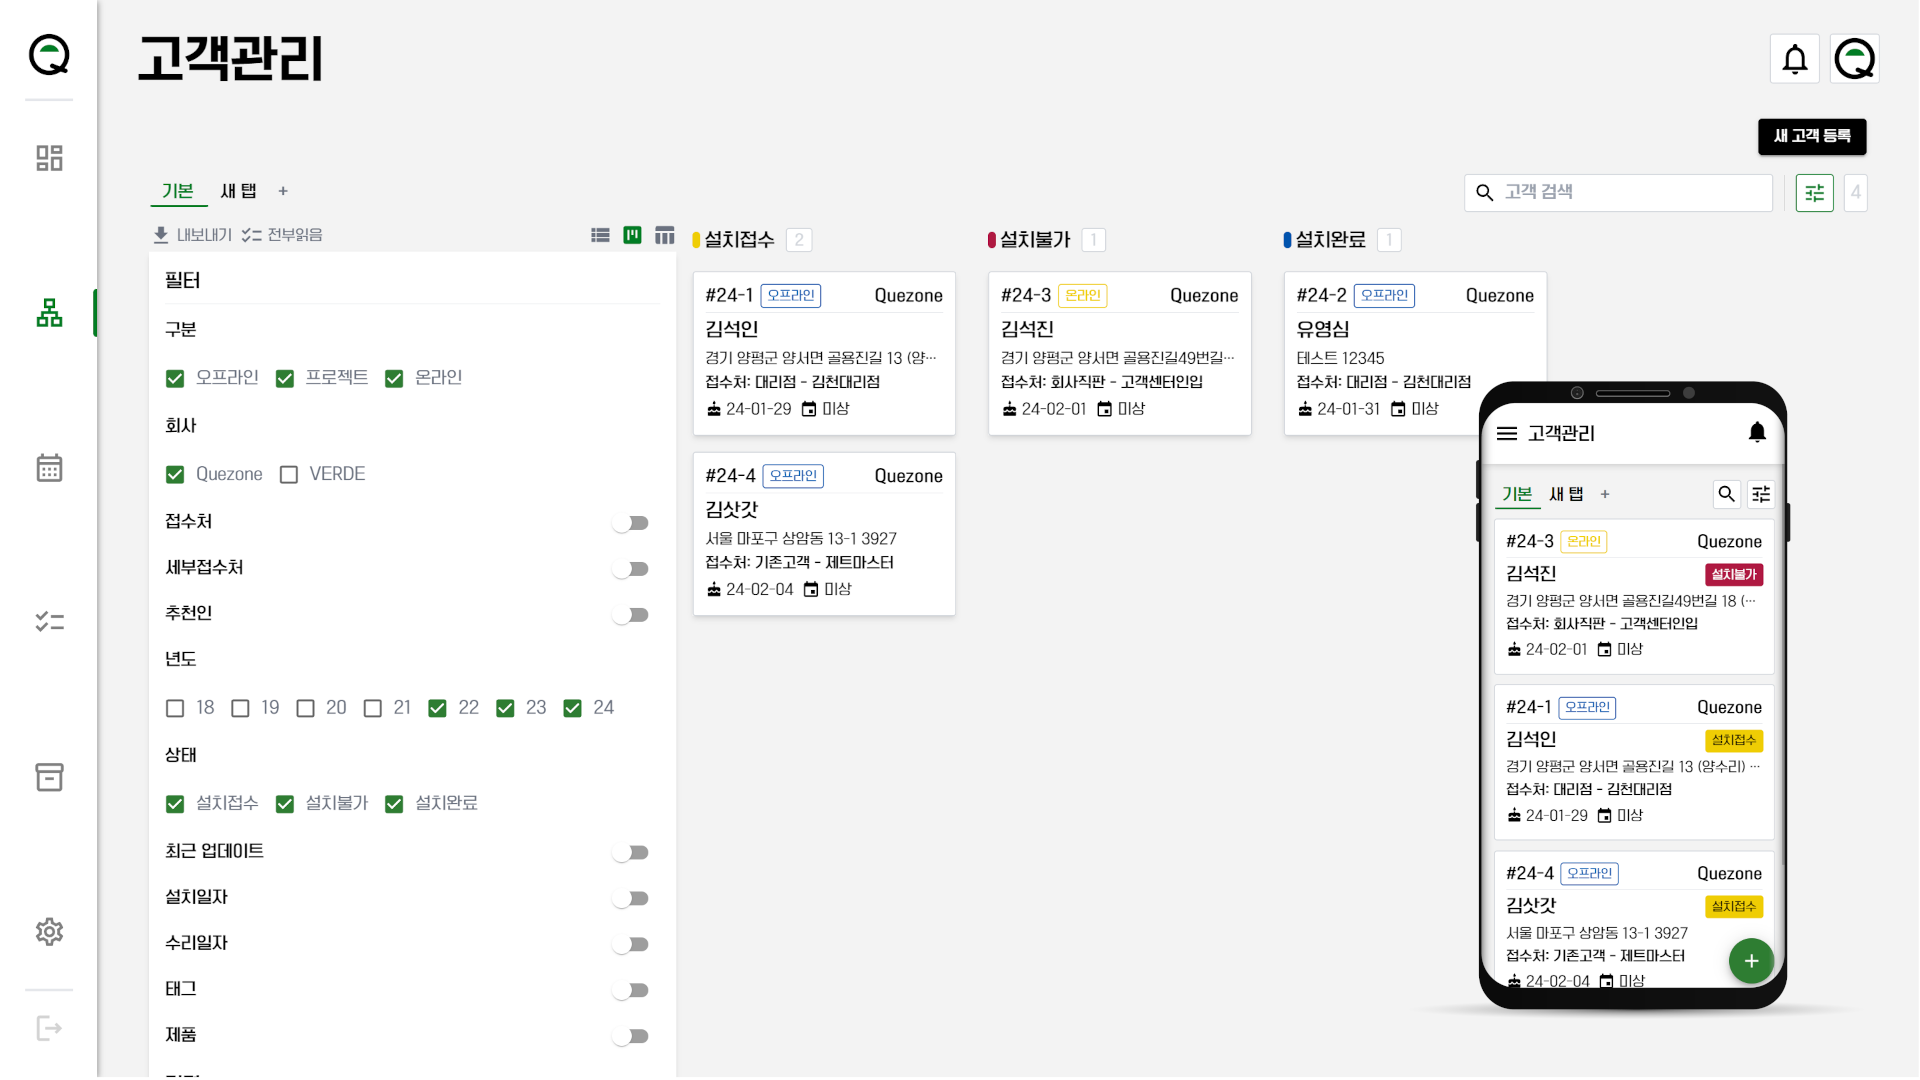 고객관리
새 고객 등록
기본 새 탭 +
고객 검색
4
내보내기 전부읽음
필터
구분
오프라인 프로젝트 온라인
회사
Quezone VERDE
접수처
세부접수처
추천인
년도
18 19 20 21 22 23 24
상태
설치접수 설치불가 설치완료
최근 업데이트
설치일자
수리일자
태그
제품
설치접수 2
#24-1 오프라인 Quezone
김석인
경기 양평군 양서면 골용진길 13 (양...
접수처: 대리점 - 김천대리점
24-01-29 미상
#24-4 오프라인 Quezone
김삿갓
서울 마포구 상암동 13-1 3927
접수처: 기존고객 - 제트마스터
24-02-04 미상
설치불가 1
#24-3 온라인 Quezone
김석진
경기 양평군 양서면 골용진길49번길...
접수처: 회사직판 - 고객센터인입
24-02-01 미상
설치완료 1
#24-2 오프라인 Quezone
유영심
테스트 12345
접수처: 대리점 - 김천대리점
24-01-31 미상
고객관리
기본 새 탭 +
#24-3 온라인 Quezone
김석진 설치불가
경기 양평군 양서면 골용진길49번길 18 (...
접수처: 회사직판 - 고객센터인입
24-02-01 미상
#24-1 오프라인 Quezone
김석인 설치접수
경기 양평군 양서면 골용진길 13 (양수리) ...
접수처: 대리점 - 김천대리점
24-01-29 미상
#24-4 오프라인 Quezone
김삿갓 설치접수
서울 마포구 상암동 13-1 3927
접수처: 기존고객 - 제트마스터
24-02-04 미상
+